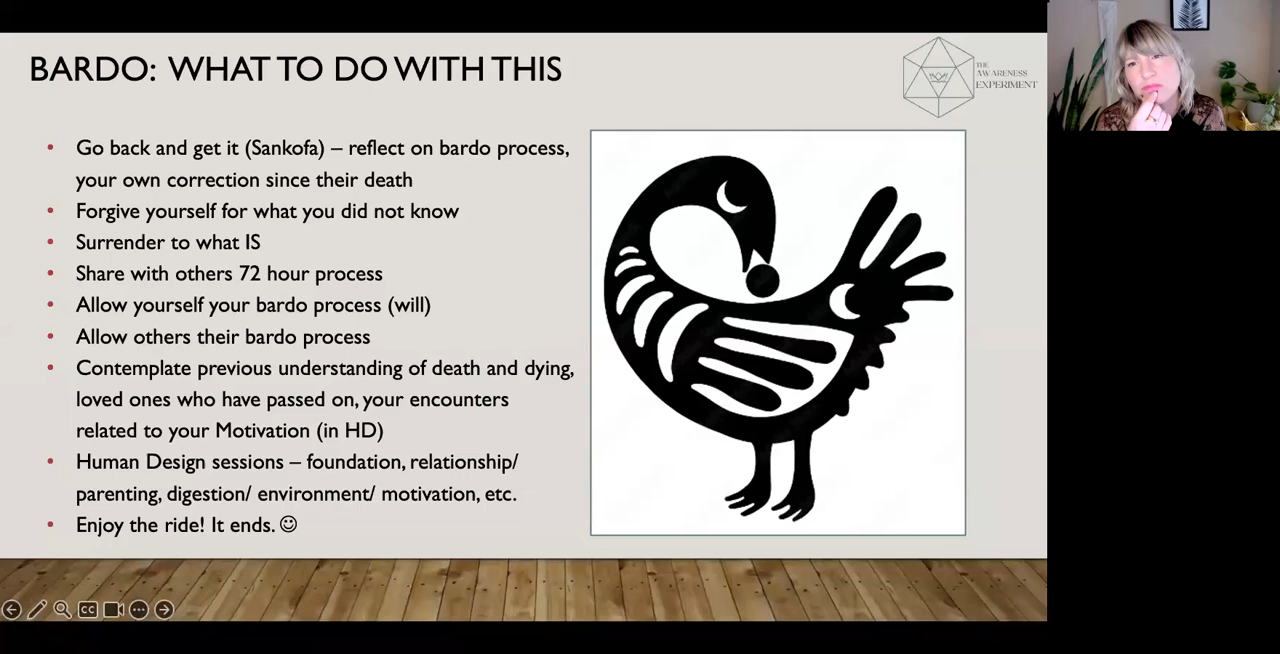 BARDO: WHAT TO DO WITH THIS
THE
AWARENESS
EXPERIMENT
• Go back and get it (Sankofa) – reflect on bardo process,
your own correction since their death
• Forgive yourself for what you did not know
• Surrender to what IS
• Share with others 72 hour process
• Allow yourself your bardo process (will)
• Allow others their bardo process
• Contemplate previous understanding of death and dying,
loved ones who have passed on, your encounters
related to your Motivation (in HD)
• Human Design sessions – foundation, relationship/
parenting, digestion/ environment/ motivation, etc.
• Enjoy the ride! It ends. ☺
CC